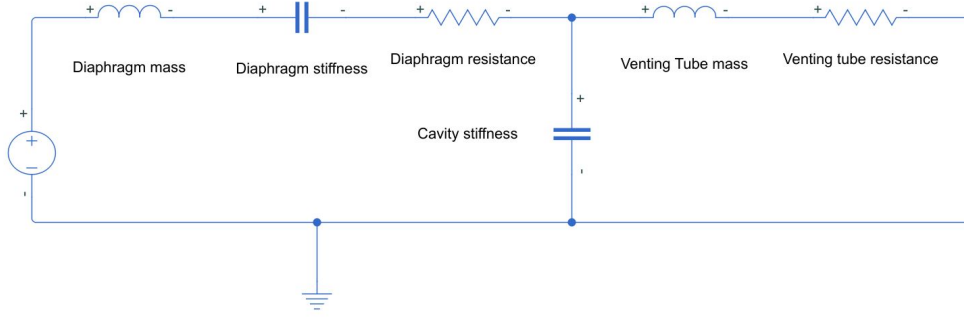 + - + - + - + - + -
Diaphragm mass
Diaphragm stiffness
Diaphragm resistance
Venting Tube mass
Venting tube resistance
+
+
+
-
Cavity stiffness
-
-